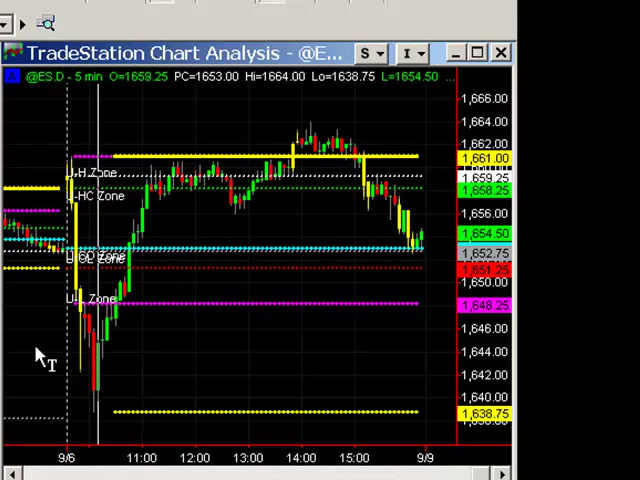 TradeStation Chart Analysis - @E...
S
I
A
@ES.D - 5 min O=1659.25 PC=1653.00 Hi=1664.00 Lo=1638.75 L=1654.50 ...
1,666.00
1,664.00
1,662.00
1,661.00
1,659.25
1,658.25
1,656.00
1,654.50
1,652.75
1,651.25
1,650.00
1,648.25
1,646.00
1,644.00
1,642.00
1,640.00
1,638.75
U-H Zone
U-HC Zone
Zone
Zone
T
9/6
11:00
12:00
13:00
14:00
15:00
9/9